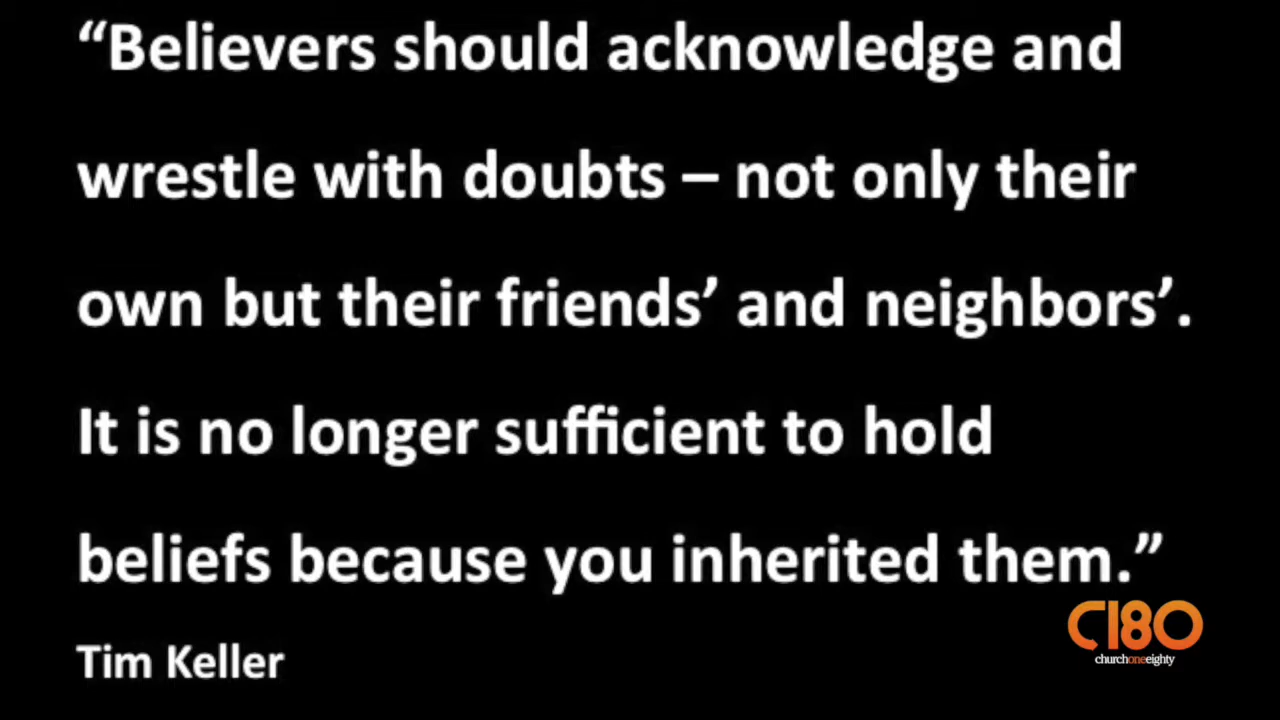 “Believers should acknowledge and
wrestle with doubts – not only their
own but their friends’ and neighbors’.
It is no longer sufficient to hold
beliefs because you inherited them.”
Tim Keller
C180
churchoneeighty